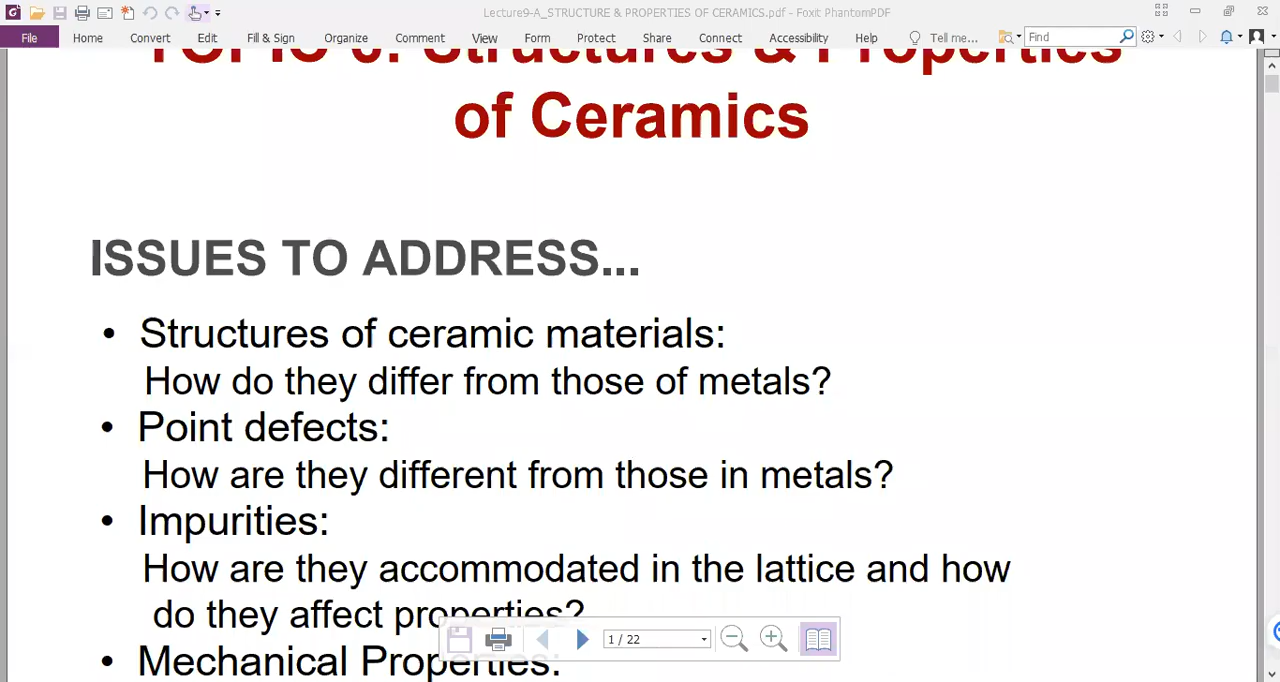 Lecture9-A_STRUCTURE & PROPERTIES OF CERAMICS.pdf - Foxit PhantomPDF
File Home Convert Edit Fill & Sign Organize Comment View Form Protect Share Connect Accessibility Help Tell me... Find
Structures & Properties
of Ceramics
ISSUES TO ADDRESS...
• Structures of ceramic materials:
How do they differ from those of metals?
• Point defects:
How are they different from those in metals?
• Impurities:
How are they accommodated in the lattice and how
do they affect properties?
• Mechanical Properties:
1 / 22